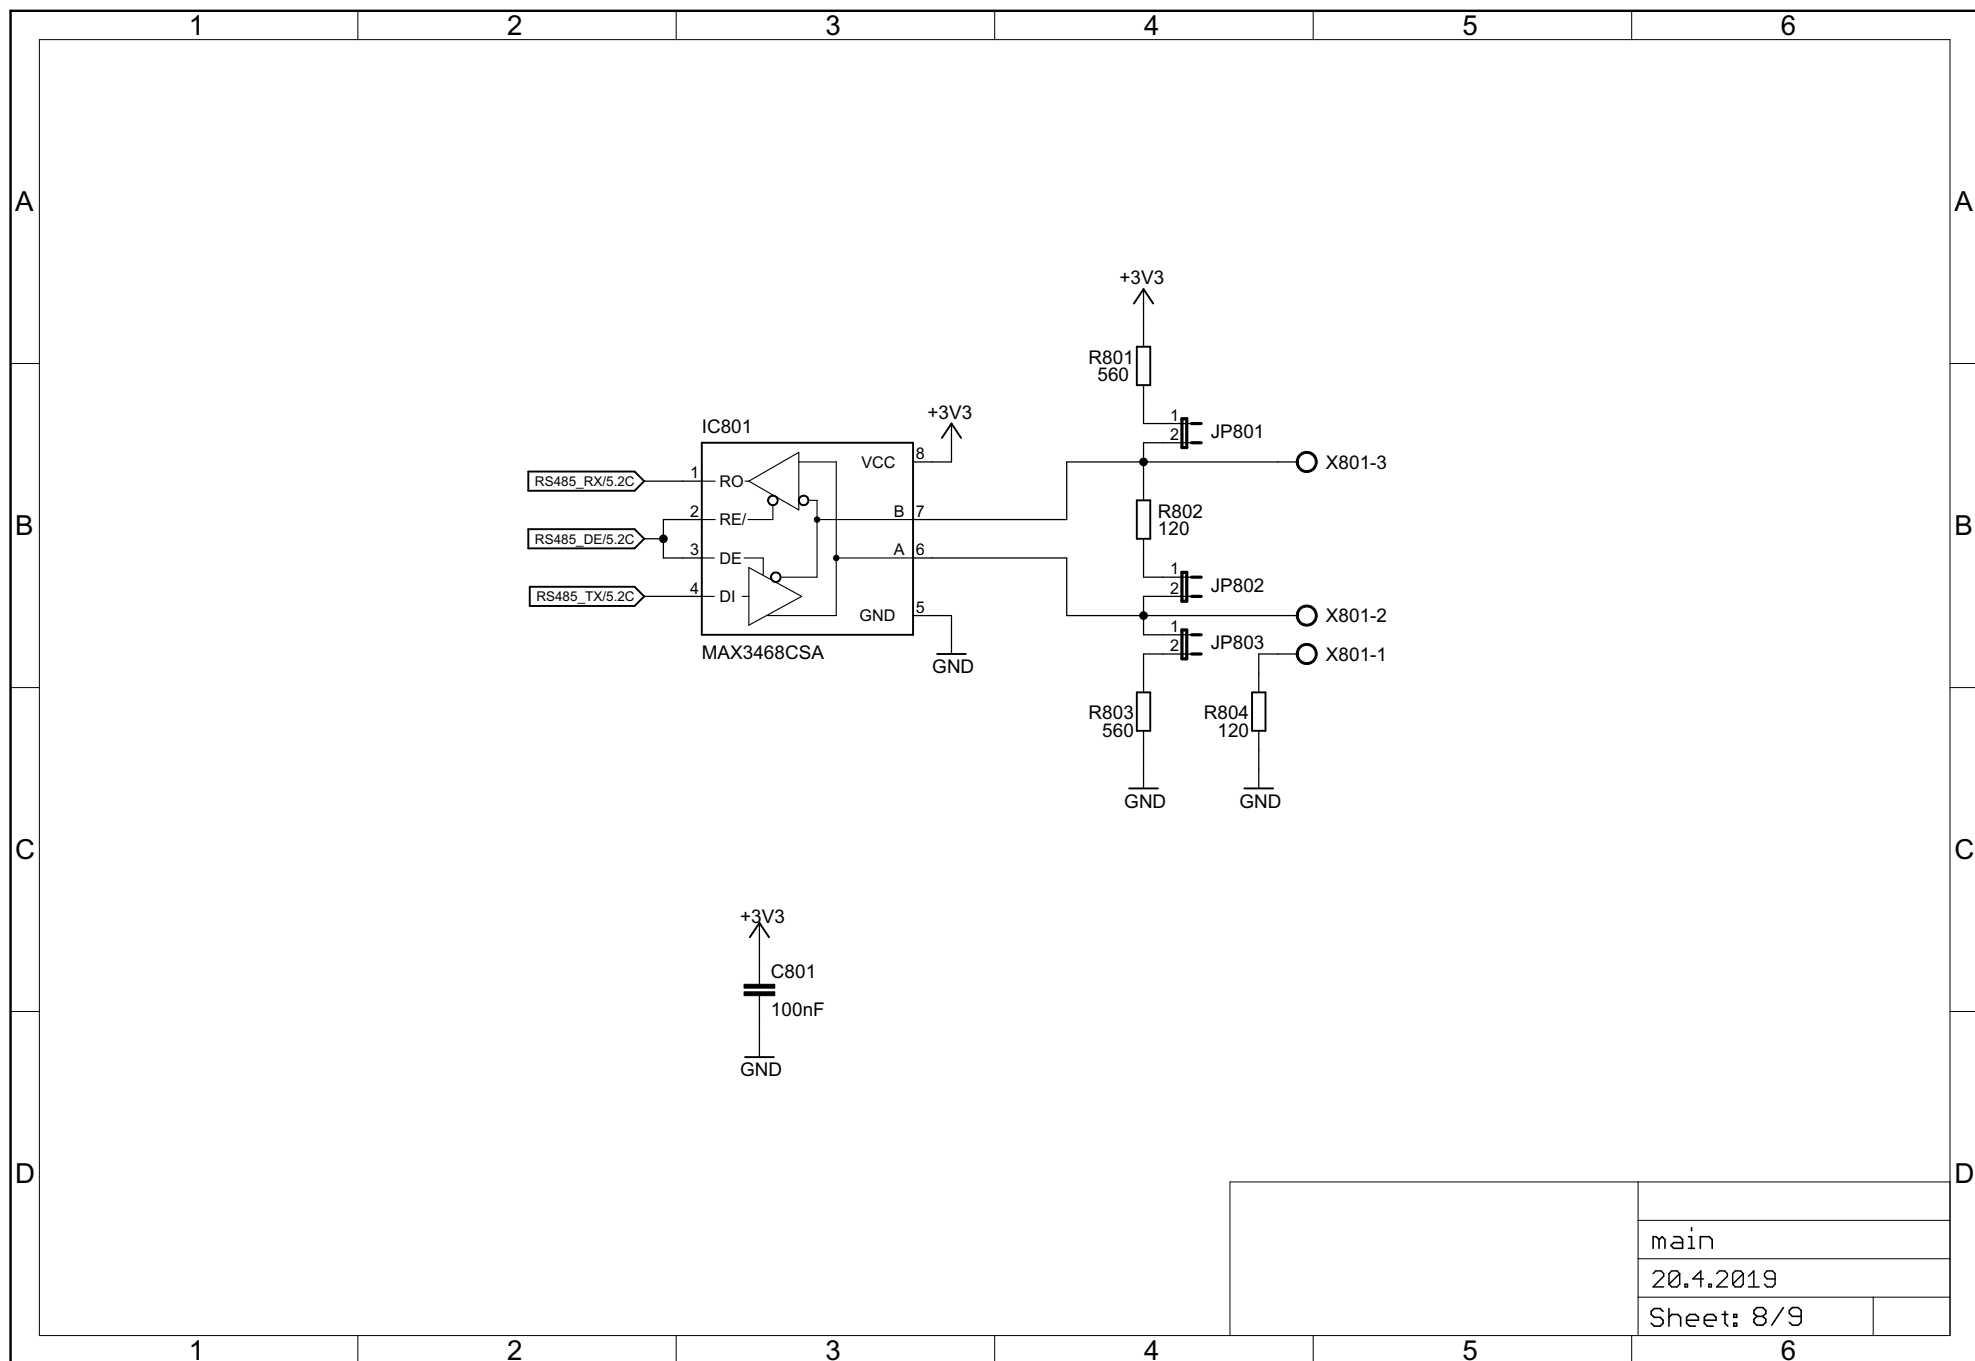 1 2 3 4 5 6
A A
+3V3
R801
560
+3V3
IC801
1
JP801
2
8
VCC
X801-3
RS485_RX/5.2C
1
RO
R802
120
2
RE/
B
7
B B
RS485_DE/5.2C
3
DE
A
6
1
JP802
2
RS485_TX/5.2C
4
DI
GND
5
X801-2
1
JP803
2
X801-1
MAX3468CSA
GND
R803
560
R804
120
GND
GND
C C
+3V3
C801
100nF
GND
D D
main
20.4.2019
Sheet: 8/9
1 2 3 4 5 6